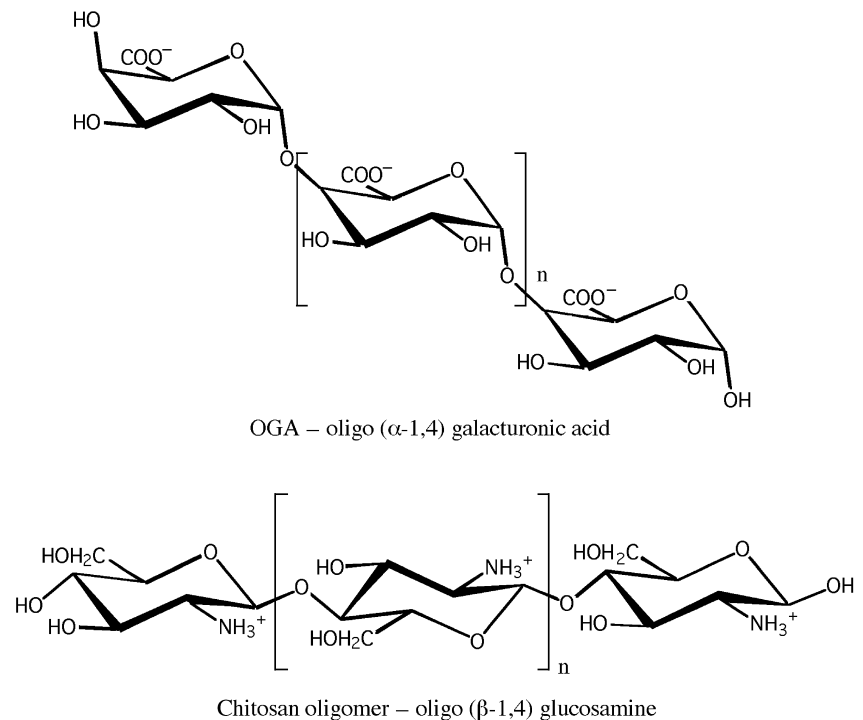 HO
COO⁻
O
HO
OH
O
COO⁻
O
HO
OH
O
n
COO⁻
O
HO
OH
OH
OGA – oligo (α-1,4) galacturonic acid
HOH₂C
O
HO
HO
NH₃⁺
O
HO
NH₃⁺
HOH₂C
O
n
O
HOH₂C
O
OH
HO
NH₃⁺
Chitosan oligomer – oligo (β-1,4) glucosamine